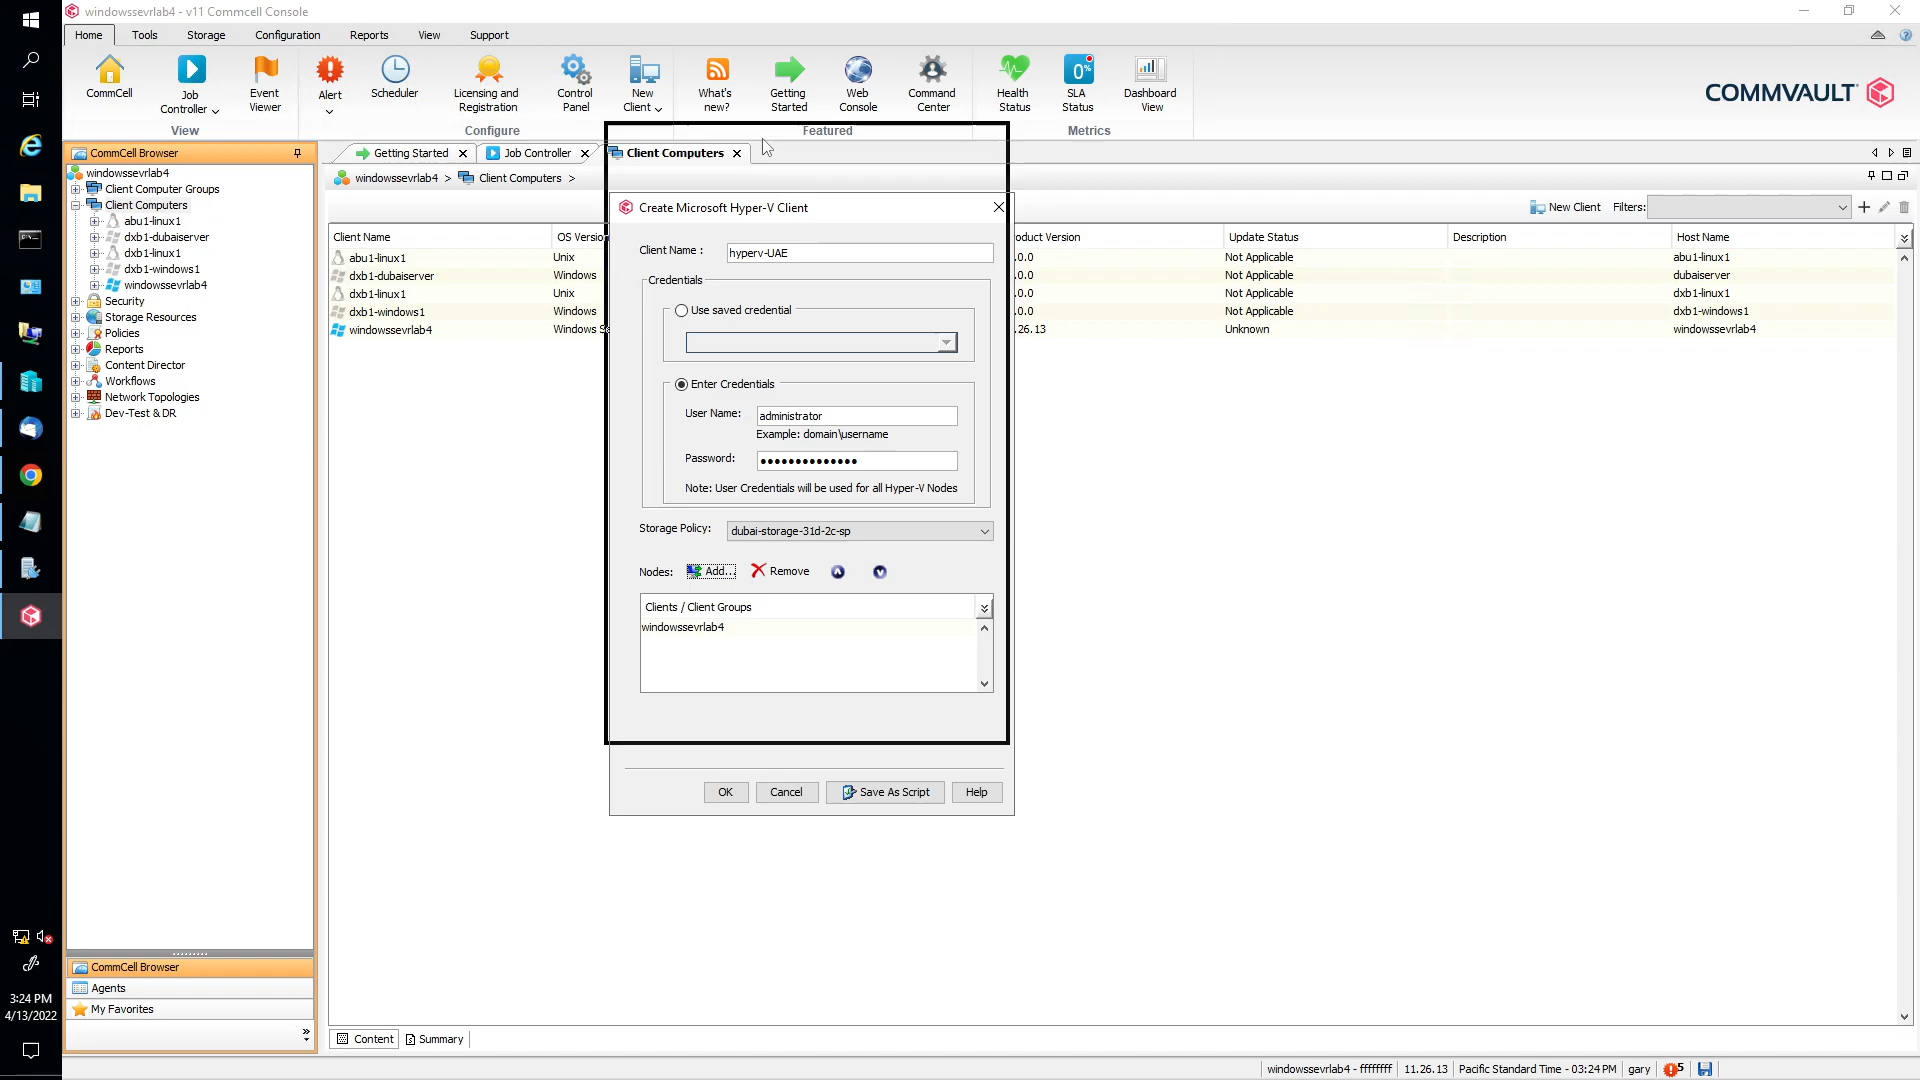 windowssevrlab4 - v11 Commcell Console
Home Tools Storage Configuration Reports View Support
CommCell
Job Controller
Event Viewer
Alert
Scheduler
Licensing and Registration
Control Panel
New Client
What's new?
Getting Started
Web Console
Command Center
Health Status
0%
SLA Status
Dashboard View
COMMVAULT
View Configure Featured Metrics
CommCell Browser
Getting Started
Job Controller
Client Computers
windowssevrlab4
Client Computer Groups
Client Computers
abu1-linux1
dxb1-dubaiserver
dxb1-linux1
dxb1-windows1
windowssevrlab4
Security
Storage Resources
Policies
Reports
Content Director
Workflows
Network Topologies
Dev-Test & DR
windowssevrlab4 > Client Computers >
New Client Filters:
Client Name OS Versio oduct Version Update Status Description Host Name
abu1-linux1 Unix .0.0 Not Applicable abu1-linux1
dxb1-dubaiserver Windows .0.0 Not Applicable dubaiserver
dxb1-linux1 Unix .0.0 Not Applicable dxb1-linux1
dxb1-windows1 Windows .0.0 Not Applicable dxb1-windows1
windowssevrlab4 Windows Se .26.13 Unknown windowssevrlab4
Create Microsoft Hyper-V Client
Client Name : hyperv-UAE
Credentials
Use saved credential
Enter Credentials
User Name: administrator
Example: domain\username
Password: ●●●●●●●●●●●●●●
Note: User Credentials will be used for all Hyper-V Nodes
Storage Policy: dubai-storage-31d-2c-sp
Nodes: Add... Remove
Clients / Client Groups
windowssevrlab4
OK Cancel Save As Script Help
CommCell Browser
Agents
My Favorites
Content Summary
3:24 PM
4/13/2022
windowssevrlab4 - ffffffff 11.26.13 Pacific Standard Time - 03:24 PM gary 5